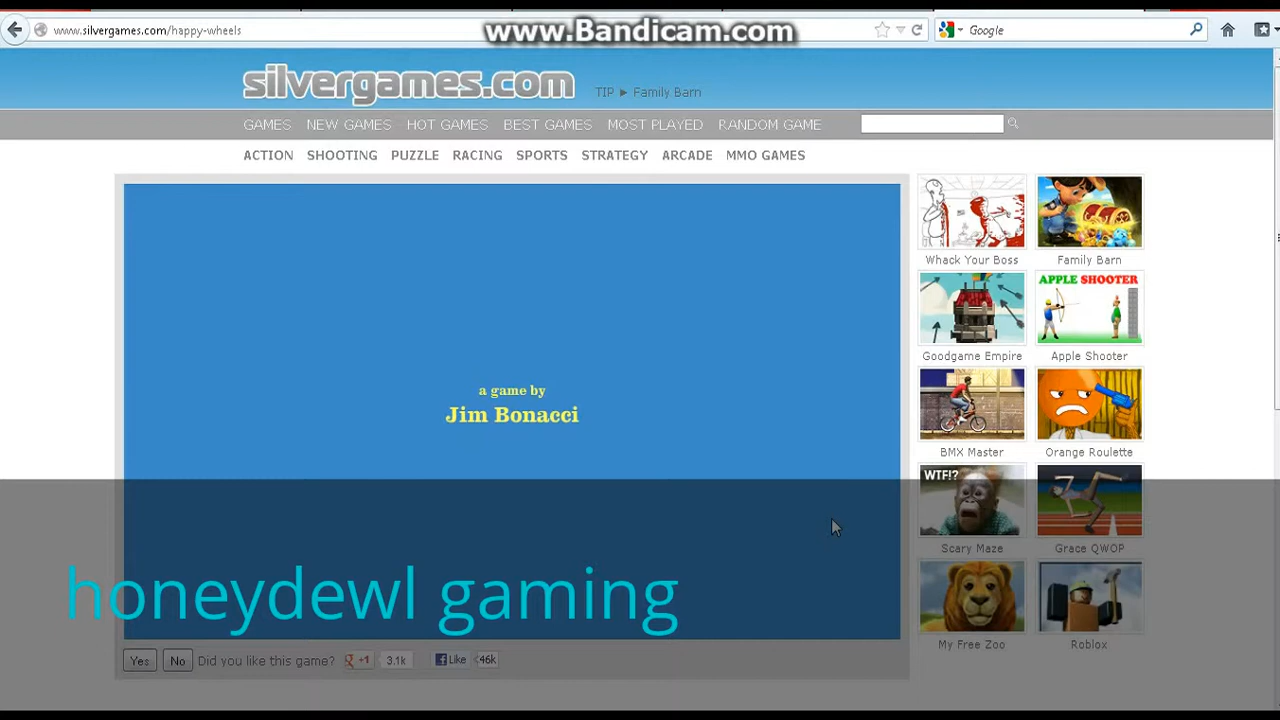 www.Bandicam.com
www.silvergames.com/happy-wheels
Google
silvergames.com
TIP ► Family Barn
GAMES NEW GAMES HOT GAMES BEST GAMES MOST PLAYED RANDOM GAME
ACTION SHOOTING PUZZLE RACING SPORTS STRATEGY ARCADE MMO GAMES
a game by
Jim Bonacci
Whack Your Boss
Family Barn
Goodgame Empire
APPLE SHOOTER
Apple Shooter
BMX Master
Orange Roulette
WTF!?
Scary Maze
Grace QWOP
My Free Zoo
Roblox
honeydewl gaming
Yes No Did you like this game? g +1 3.1k Like 46k